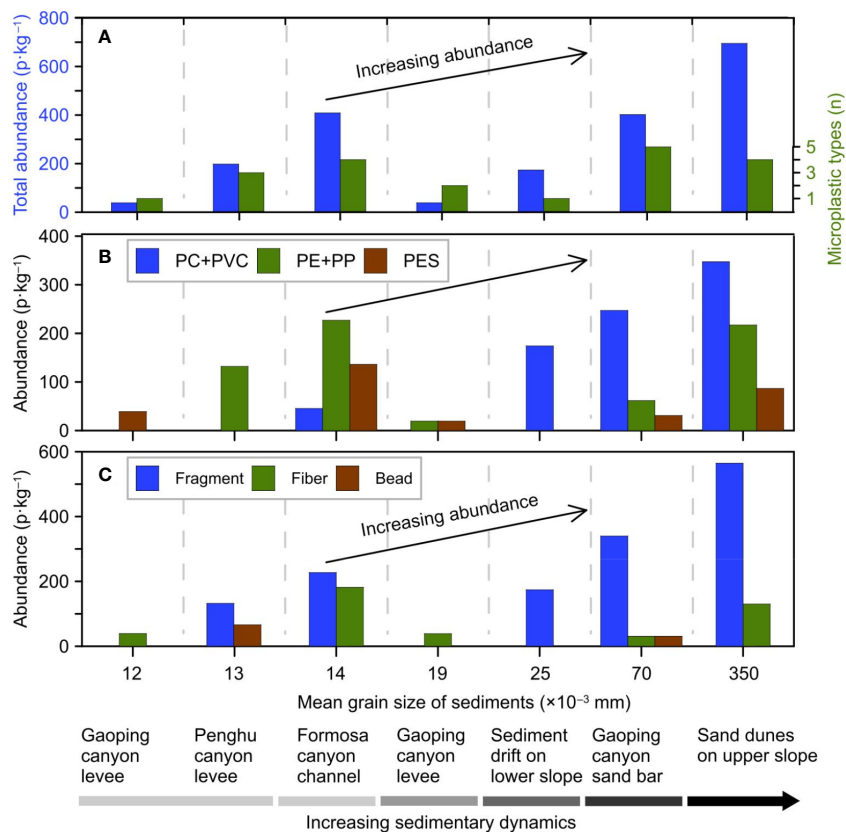 A
Total abundance (p·kg⁻¹)
800
600
400
200
0
Increasing abundance
Microplastic types (n)
5
3
1
B
Abundance (p·kg⁻¹)
400
300
200
100
0
PC+PVC PE+PP PES
C
Abundance (p·kg⁻¹)
600
400
200
0
Fragment Fiber Bead
Increasing abundance
12 13 14 19 25 70 350
Mean grain size of sediments (×10⁻³ mm)
Gaoping
canyon
levee
Penghu
canyon
levee
Formosa
canyon
channel
Gaoping
canyon
levee
Sediment
drift on
lower slope
Gaoping
canyon
sand bar
Sand dunes
on upper slope
Increasing sedimentary dynamics